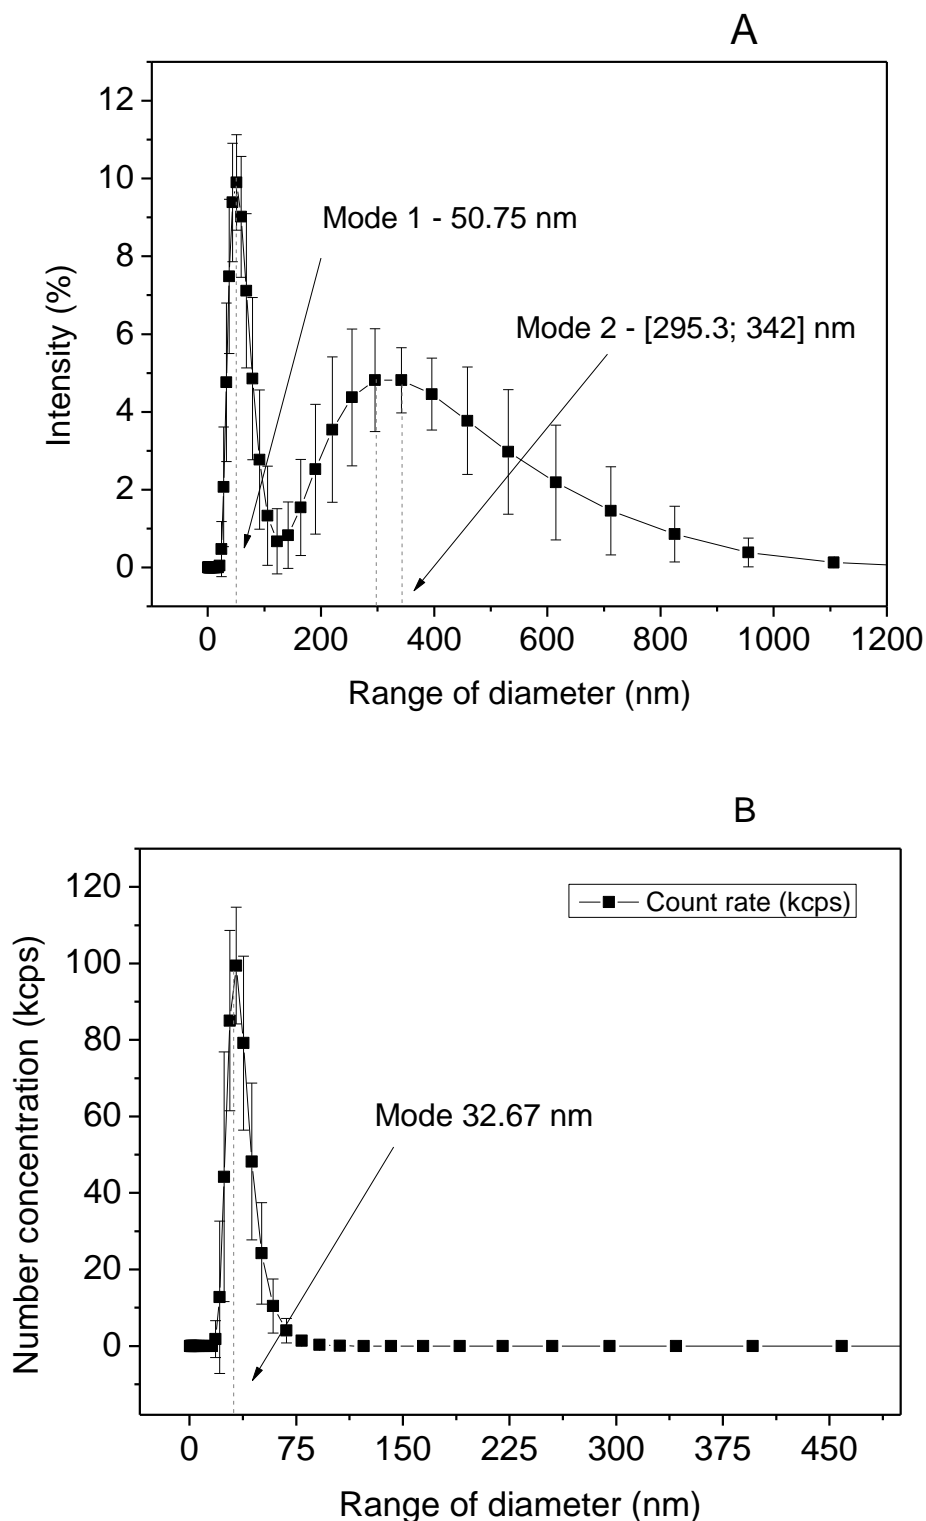 A
12
10
8
6
4
2
0
Intensity (%)
Mode 1 - 50.75 nm
Mode 2 - [295.3; 342] nm
0 200 400 600 800 1000 1200
Range of diameter (nm)
B
120
100
80
60
40
20
0
Number concentration (kcps)
Count rate (kcps)
Mode 32.67 nm
0 75 150 225 300 375 450
Range of diameter (nm)